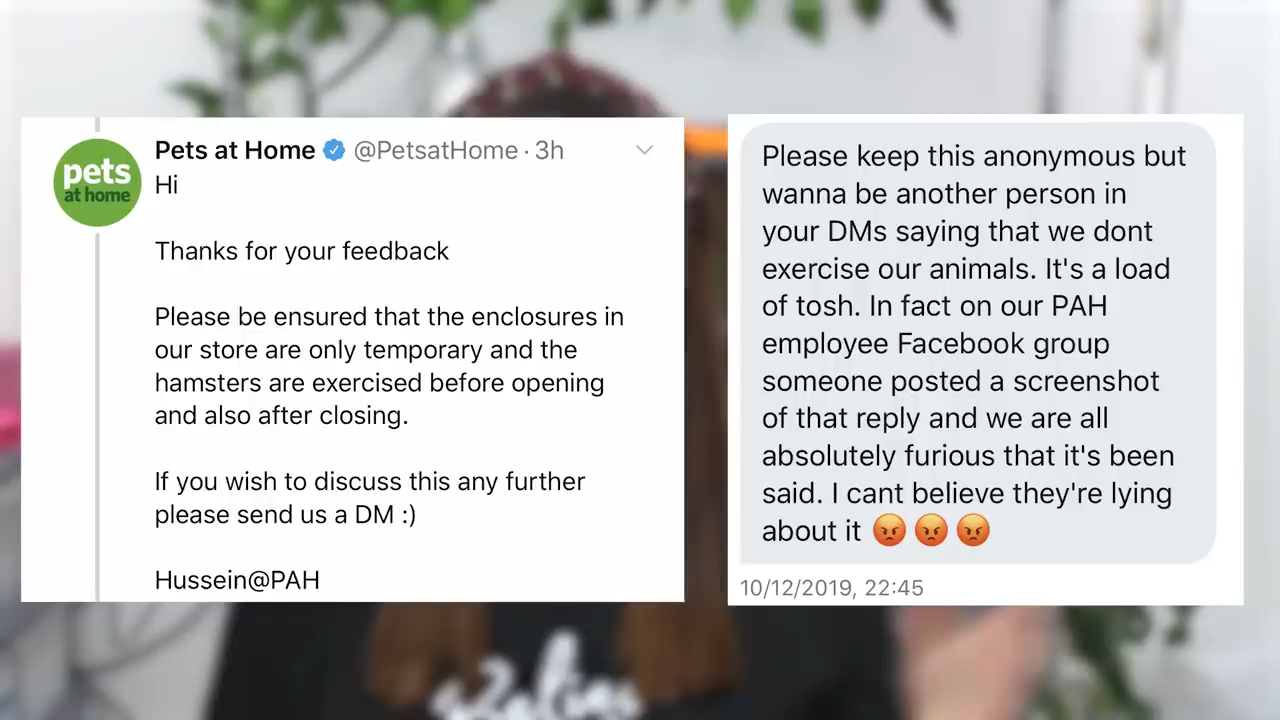 pets
at home
Pets at Home @PetsatHome · 3h
Hi
Thanks for your feedback
Please be ensured that the enclosures in
our store are only temporary and the
hamsters are exercised before opening
and also after closing.
If you wish to discuss this any further
please send us a DM :)
Hussein@PAH
Please keep this anonymous but
wanna be another person in
your DMs saying that we dont
exercise our animals. It's a load
of tosh. In fact on our PAH
employee Facebook group
someone posted a screenshot
of that reply and we are all
absolutely furious that it's been
said. I cant believe they're lying
about it 😡😡😡
10/12/2019, 22:45